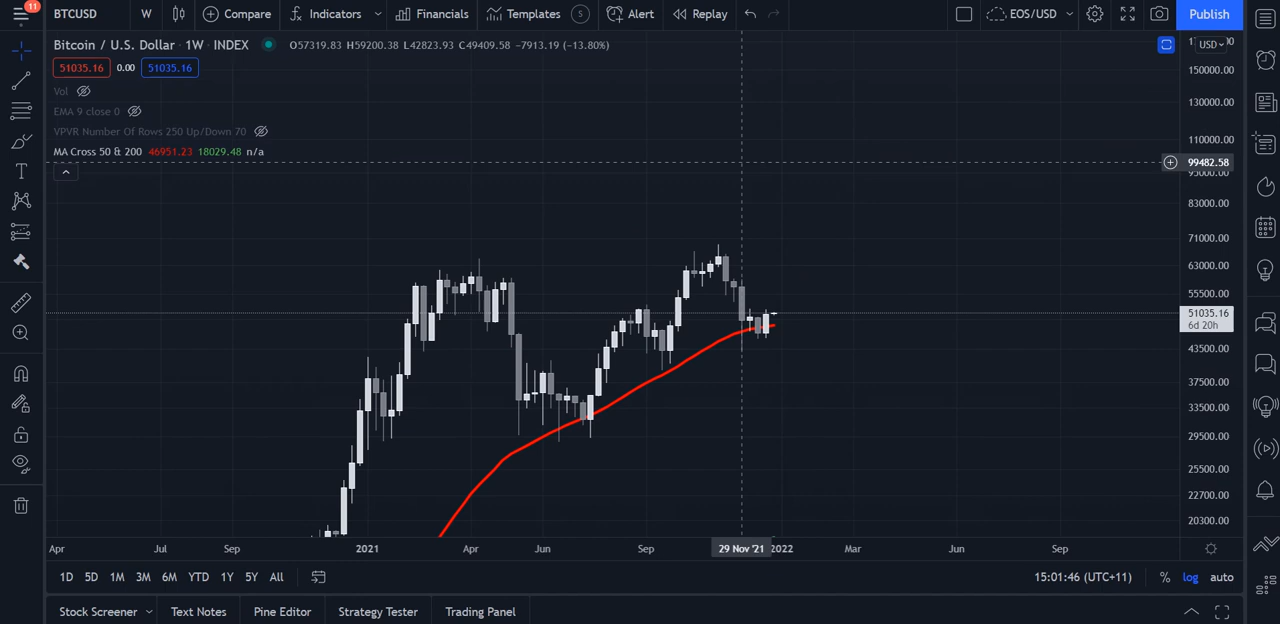 11
BTCUSD W Compare Indicators Financials Templates S Alert Replay EOS/USD Publish
Bitcoin / U.S. Dollar · 1W · INDEX O57319.83 H59200.38 L42823.93 C49409.58 −7913.19 (−13.80%)
USD
51035.16 0.00 51035.16
150000.00
Vol
130000.00
EMA 9 close 0
VPVR Number Of Rows 250 Up/Down 70
110000.00
MA Cross 50 & 200 46951.23 18029.48 n/a
99482.58
95000.00
83000.00
71000.00
63000.00
55500.00
51035.16
6d 20h
43500.00
37500.00
33500.00
29500.00
25500.00
22700.00
20300.00
Apr Jul Sep 2021 Apr Jun Sep 29 Nov '21 2022 Mar Jun Sep
1D 5D 1M 3M 6M YTD 1Y 5Y All 15:01:46 (UTC+11) % log auto
Stock Screener Text Notes Pine Editor Strategy Tester Trading Panel